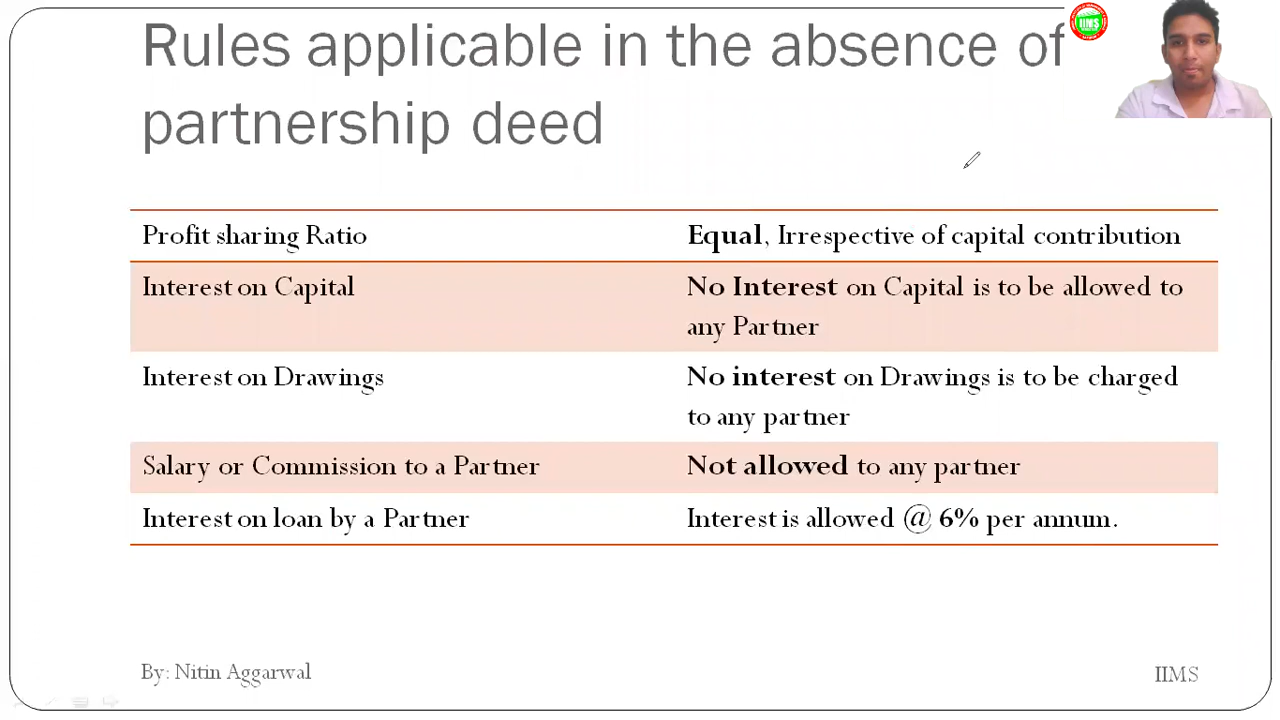 Rules applicable in the absence of
partnership deed
IIMS
Profit sharing Ratio
Equal, Irrespective of capital contribution
Interest on Capital
No Interest on Capital is to be allowed to
any Partner
Interest on Drawings
No interest on Drawings is to be charged
to any partner
Salary or Commission to a Partner
Not allowed to any partner
Interest on loan by a Partner
Interest is allowed @ 6% per annum.
By: Nitin Aggarwal
IIMS